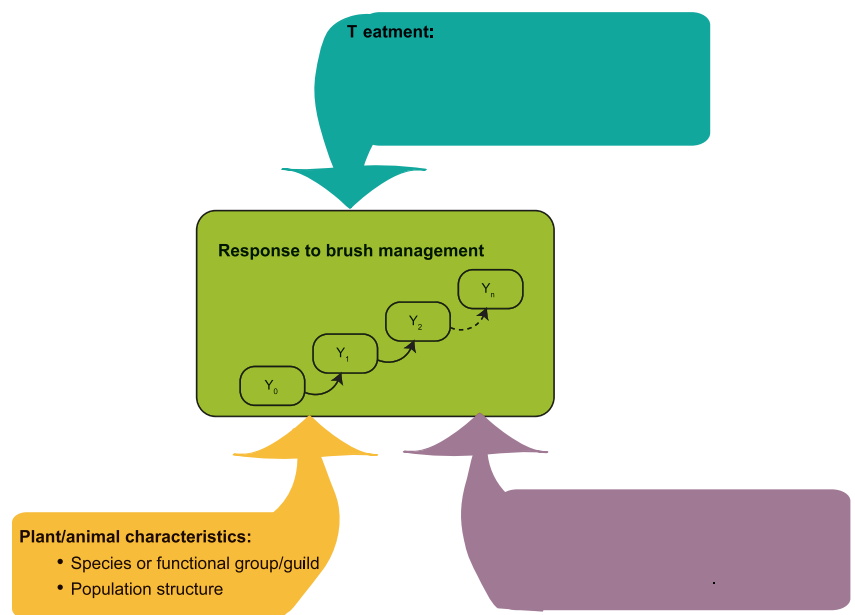 T eatment:
Response to brush management
Yn
Y2
Y1
Y0
Plant/animal characteristics:
• Species or functional group/guild
• Population structure
.